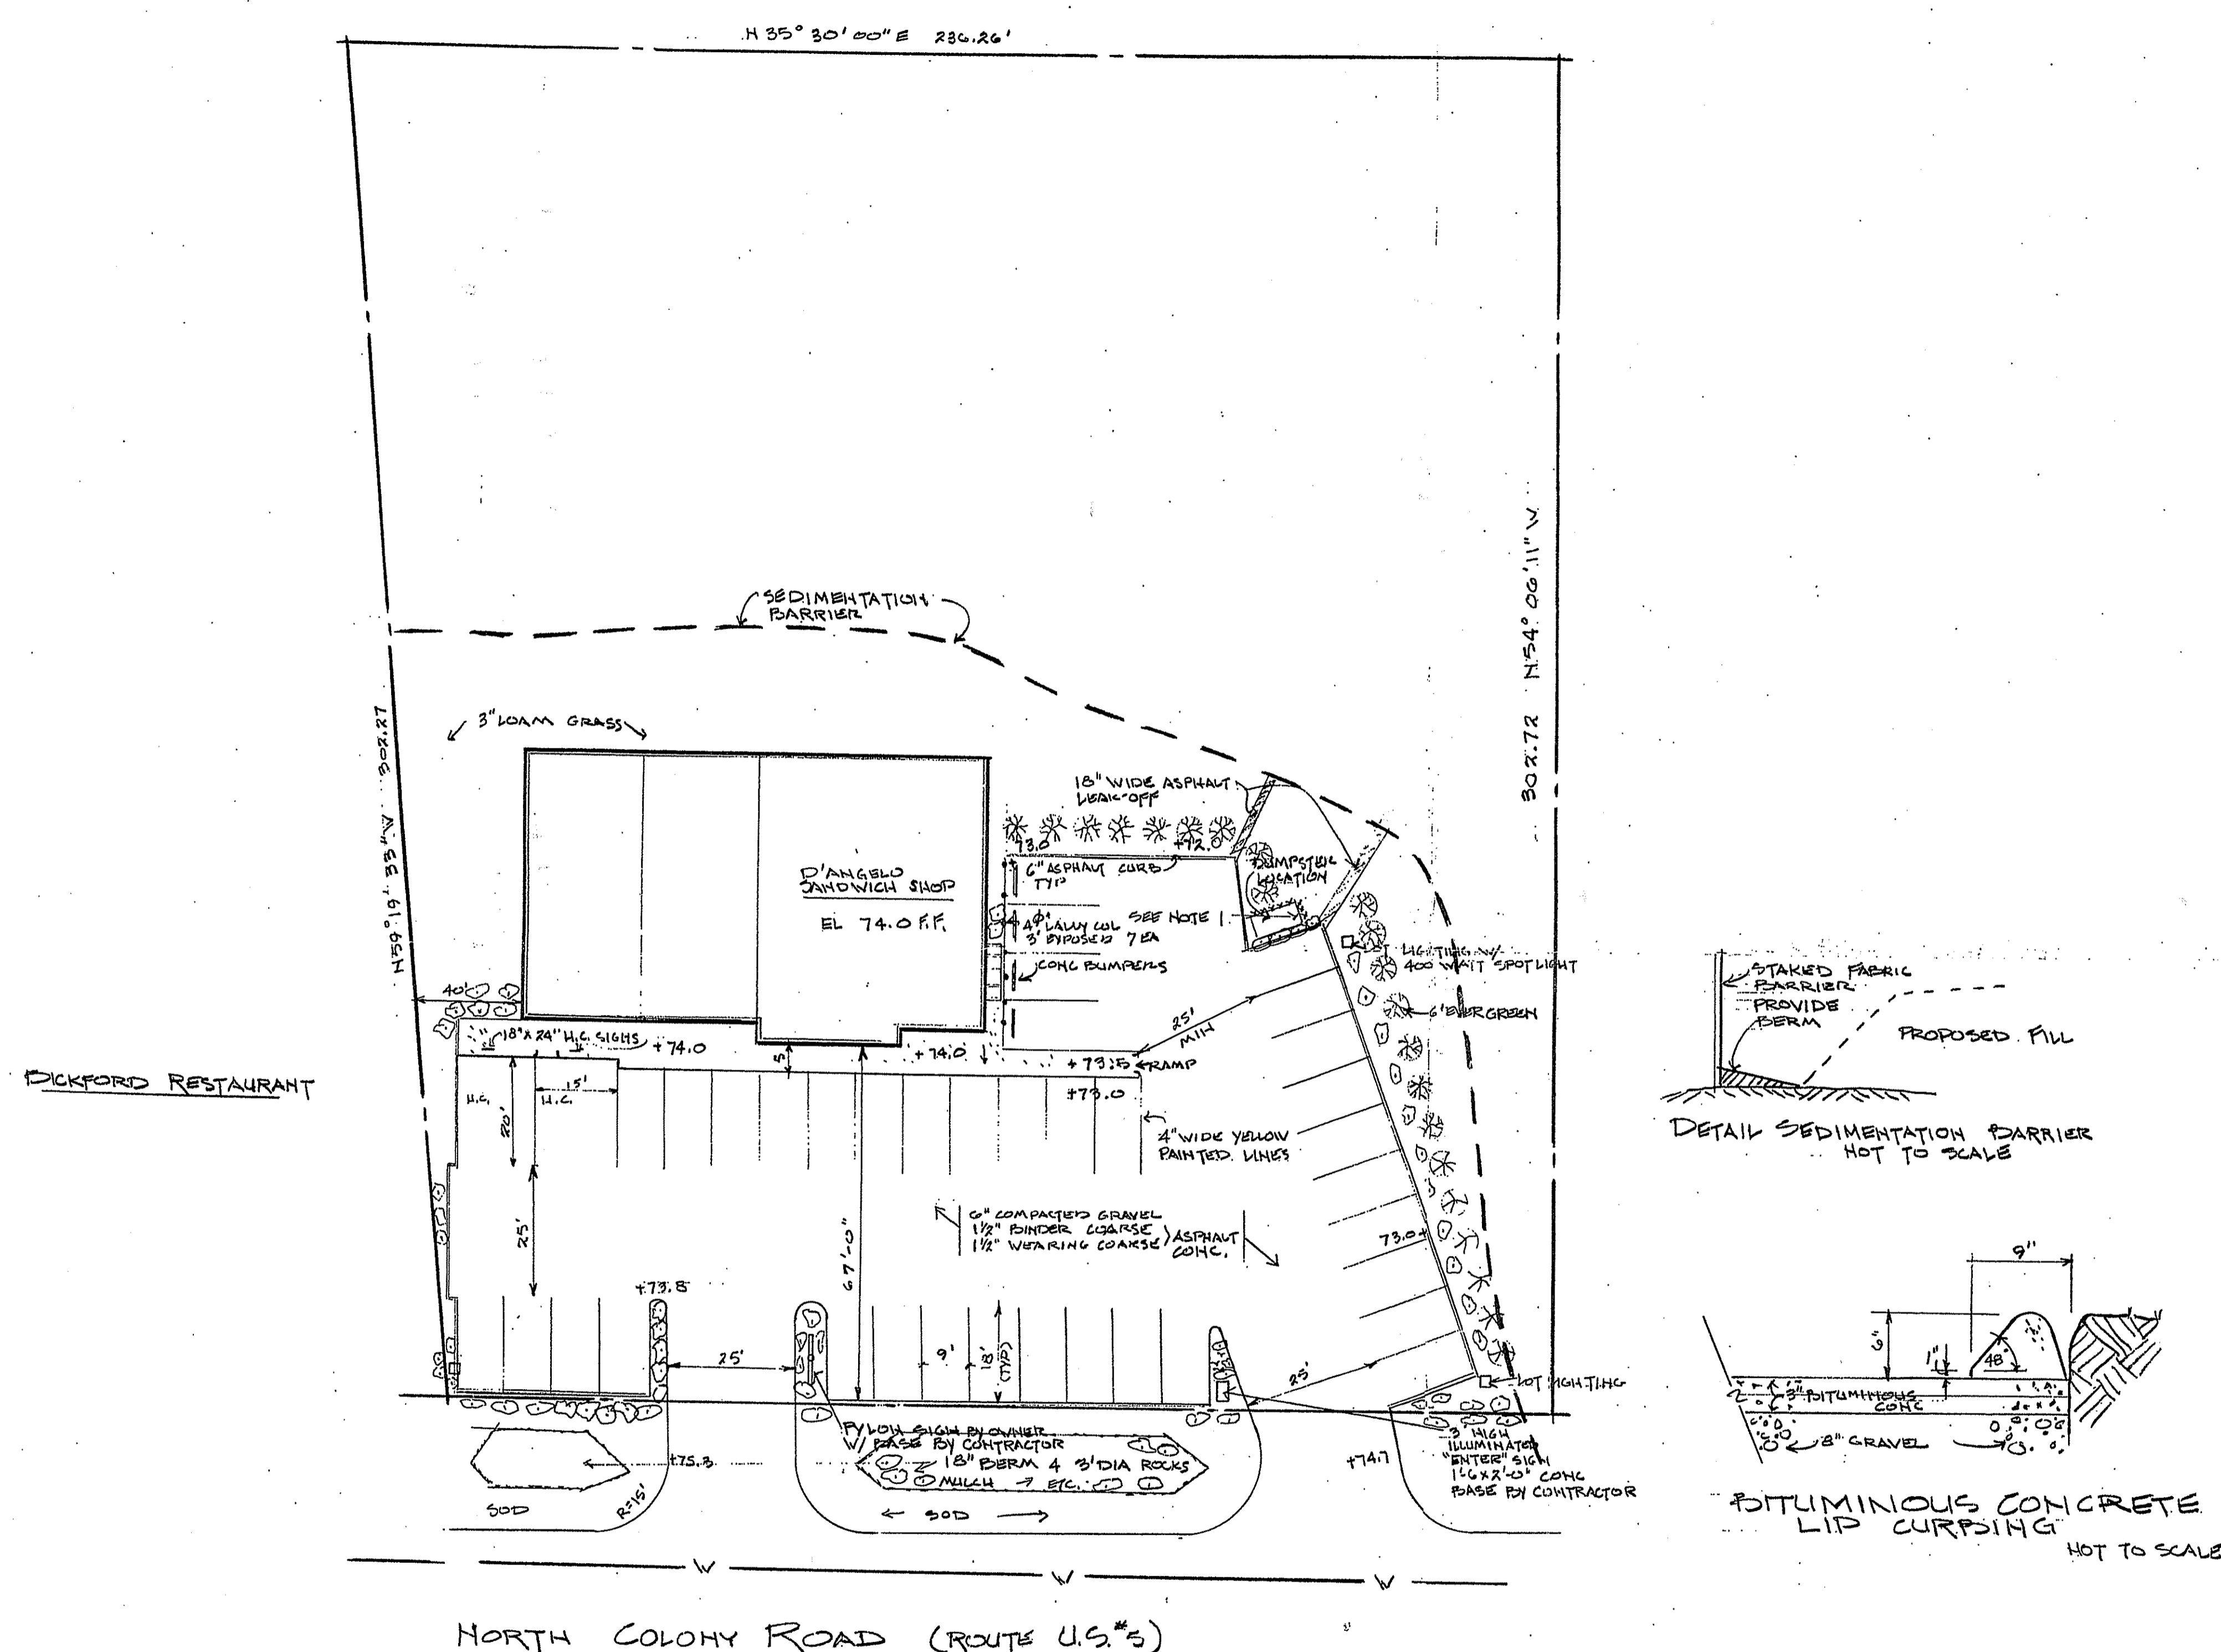 N 35° 30' 00" E 236.26'
N 54° 06' 11" W
302.72
SEDIMENTATION
BARRIER
3" LOAM GRASS
302.27
N 59° 19' 33" W
18" WIDE ASPHALT
LEAK-OFF
73.0
+72.0
6" ASPHALT CURB
TYP
DUMPSTER
LOCATION
D'ANGELO
SANDWICH SHOP
EL 74.0 F.F.
4" Ø
LALLY COL
3' EXPOSED 7 EA
SEE NOTE 1
CONC BUMPERS
LIGHTING W/
400 WATT SPOTLIGHT
6' EVERGREEN
40'
18" X 24" H.C. SIGNS
+74.0
5'
+74.0
+73.5
RAMP
+73.0
25'
MIN
BICKFORD RESTAURANT
H.C.
20'
15'
H.C.
4" WIDE YELLOW
PAINTED LINES
25'
67'-0"
6" COMPACTED GRAVEL
1 1/2" BINDER COARSE
1 1/2" WEARING COARSE
ASPHALT
CONC.
73.0+
+73.8
25'
9'
18'
(TYP)
25'
LOT LIGHTING
PYLON SIGN BY OWNER
W/ BASE BY CONTRACTOR
18" BERM 4 3' DIA ROCKS
MULCH → ETC.
+75.3
SOD
R=15'
← SOD →
+74.7
3' HIGH
ILLUMINATED
"ENTER" SIGN
1'-6 X 2'-0" CONC
BASE BY CONTRACTOR
W W W
NORTH COLONY ROAD (ROUTE U.S. #5)
STAKED FABRIC
BARRIER
PROVIDE
BERM
PROPOSED FILL
DETAIL SEDIMENTATION BARRIER
NOT TO SCALE
9"
6"
1"
48
3" BITUMINOUS
CONC
8" GRAVEL
BITUMINOUS CONCRETE
LIP CURBING
NOT TO SCALE